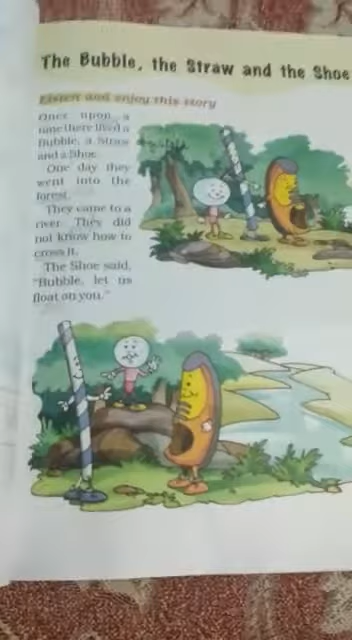 The Bubble, the Straw and the Shoe
Listen and enjoy this story
Once upon a
time there lived a
Bubble, a Straw
and a Shoe.
One day they
went into the
forest.
They came to a
river. They did
not know how to
cross it.
The Shoe said,
"Bubble, let us
float on you."